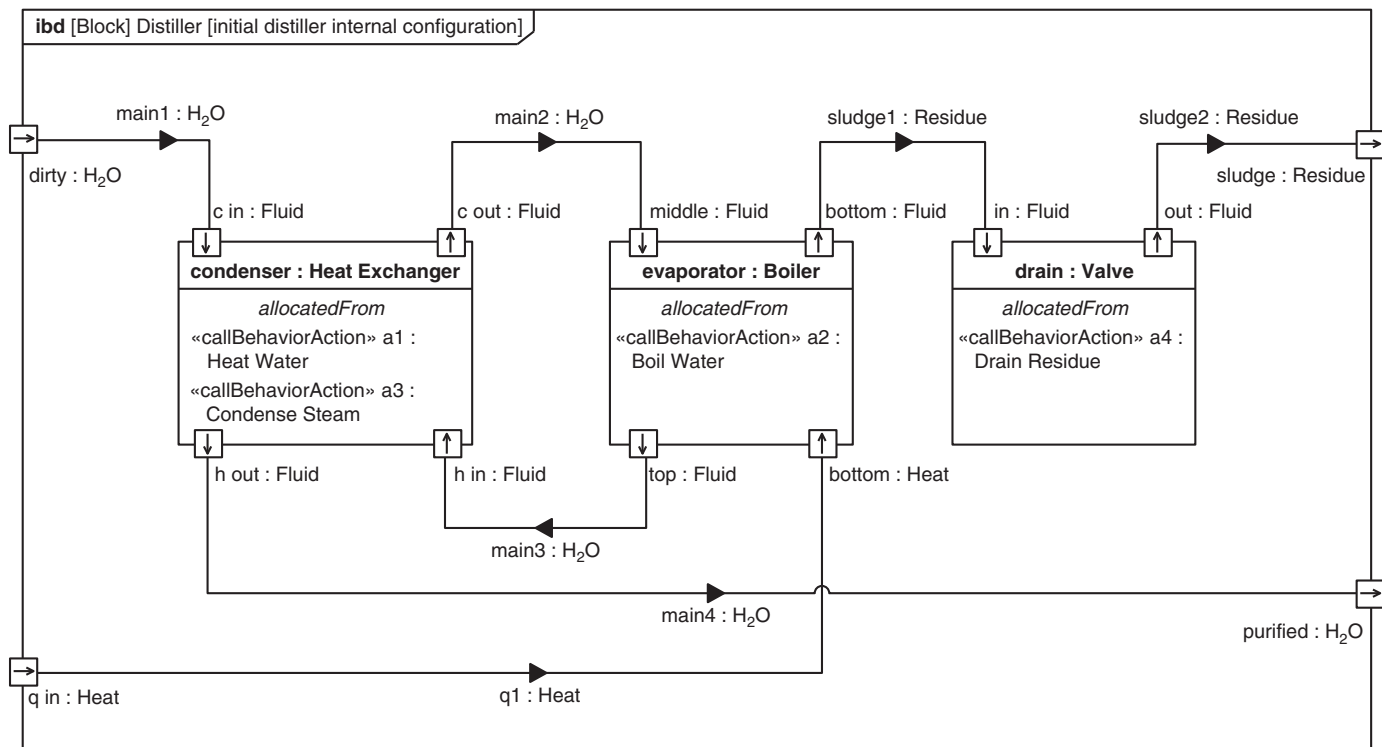 ibd [Block] Distiller [initial distiller internal configuration]
main1 : H₂O
main2 : H₂O
sludge1 : Residue
sludge2 : Residue
dirty : H₂O
sludge : Residue
c in : Fluid
c out : Fluid
middle : Fluid
bottom : Fluid
in : Fluid
out : Fluid
condenser : Heat Exchanger
allocatedFrom
«callBehaviorAction» a1 :
Heat Water
«callBehaviorAction» a3 :
Condense Steam
evaporator : Boiler
allocatedFrom
«callBehaviorAction» a2 :
Boil Water
drain : Valve
allocatedFrom
«callBehaviorAction» a4 :
Drain Residue
h out : Fluid
h in : Fluid
top : Fluid
bottom : Heat
main3 : H₂O
main4 : H₂O
purified : H₂O
q in : Heat
q1 : Heat